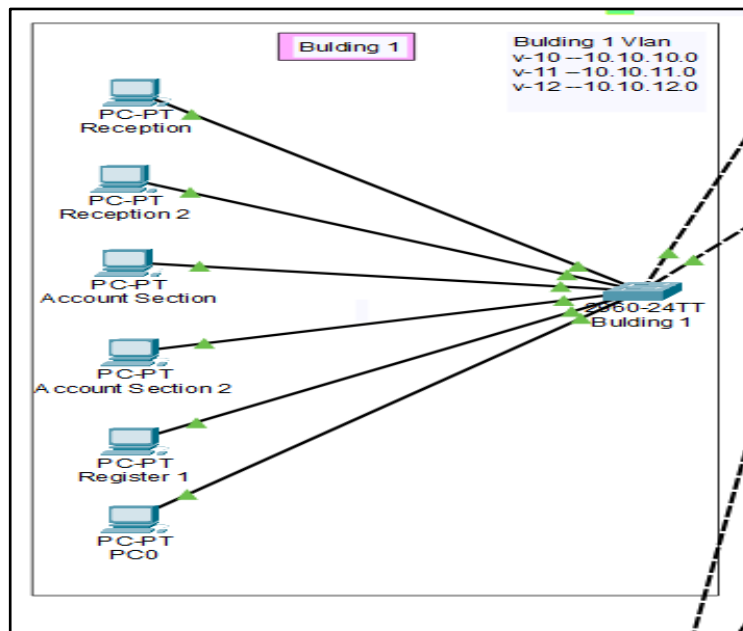 Bulding 1
Bulding 1 Vlan
v-10 --10.10.10.0
v-11 --10.10.11.0
v-12 --10.10.12.0
PC-PT
Reception
PC-PT
Reception 2
PC-PT
Account Section
2960-24TT
Bulding 1
PC-PT
Account Section 2
PC-PT
Register 1
PC-PT
PC0